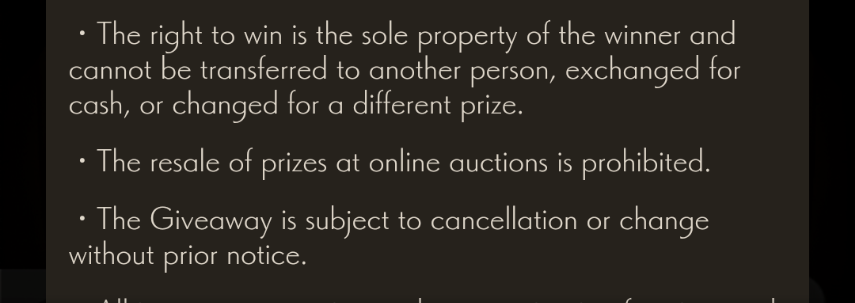 ・The right to win is the sole property of the winner and
cannot be transferred to another person, exchanged for
cash, or changed for a different prize.
・The resale of prizes at online auctions is prohibited.
・The Giveaway is subject to cancellation or change
without prior notice.